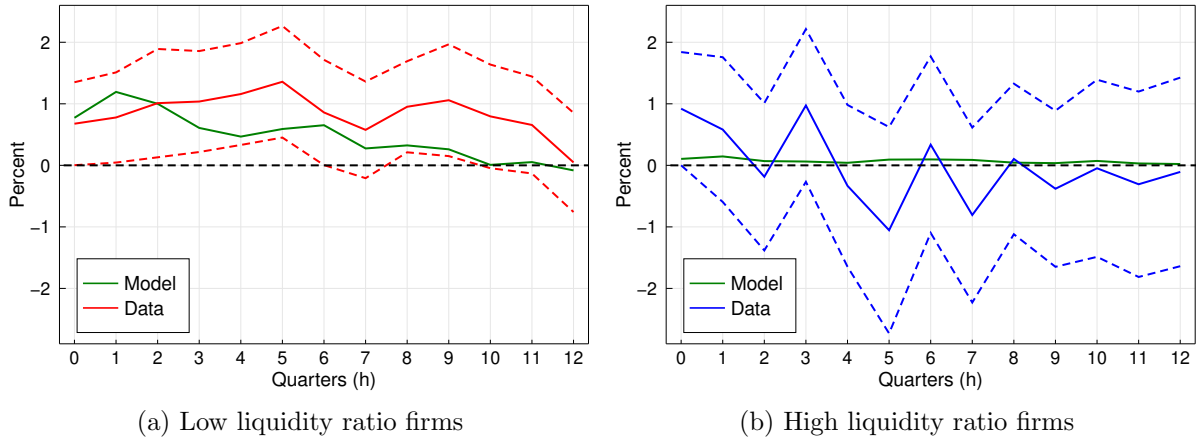 2
1
0
−1
−2
Percent
Model
Data
0 1 2 3 4 5 6 7 8 9 10 11 12
Quarters (h)
(a) Low liquidity ratio firms
2
1
0
−1
−2
Percent
Model
Data
0 1 2 3 4 5 6 7 8 9 10 11 12
Quarters (h)
(b) High liquidity ratio firms